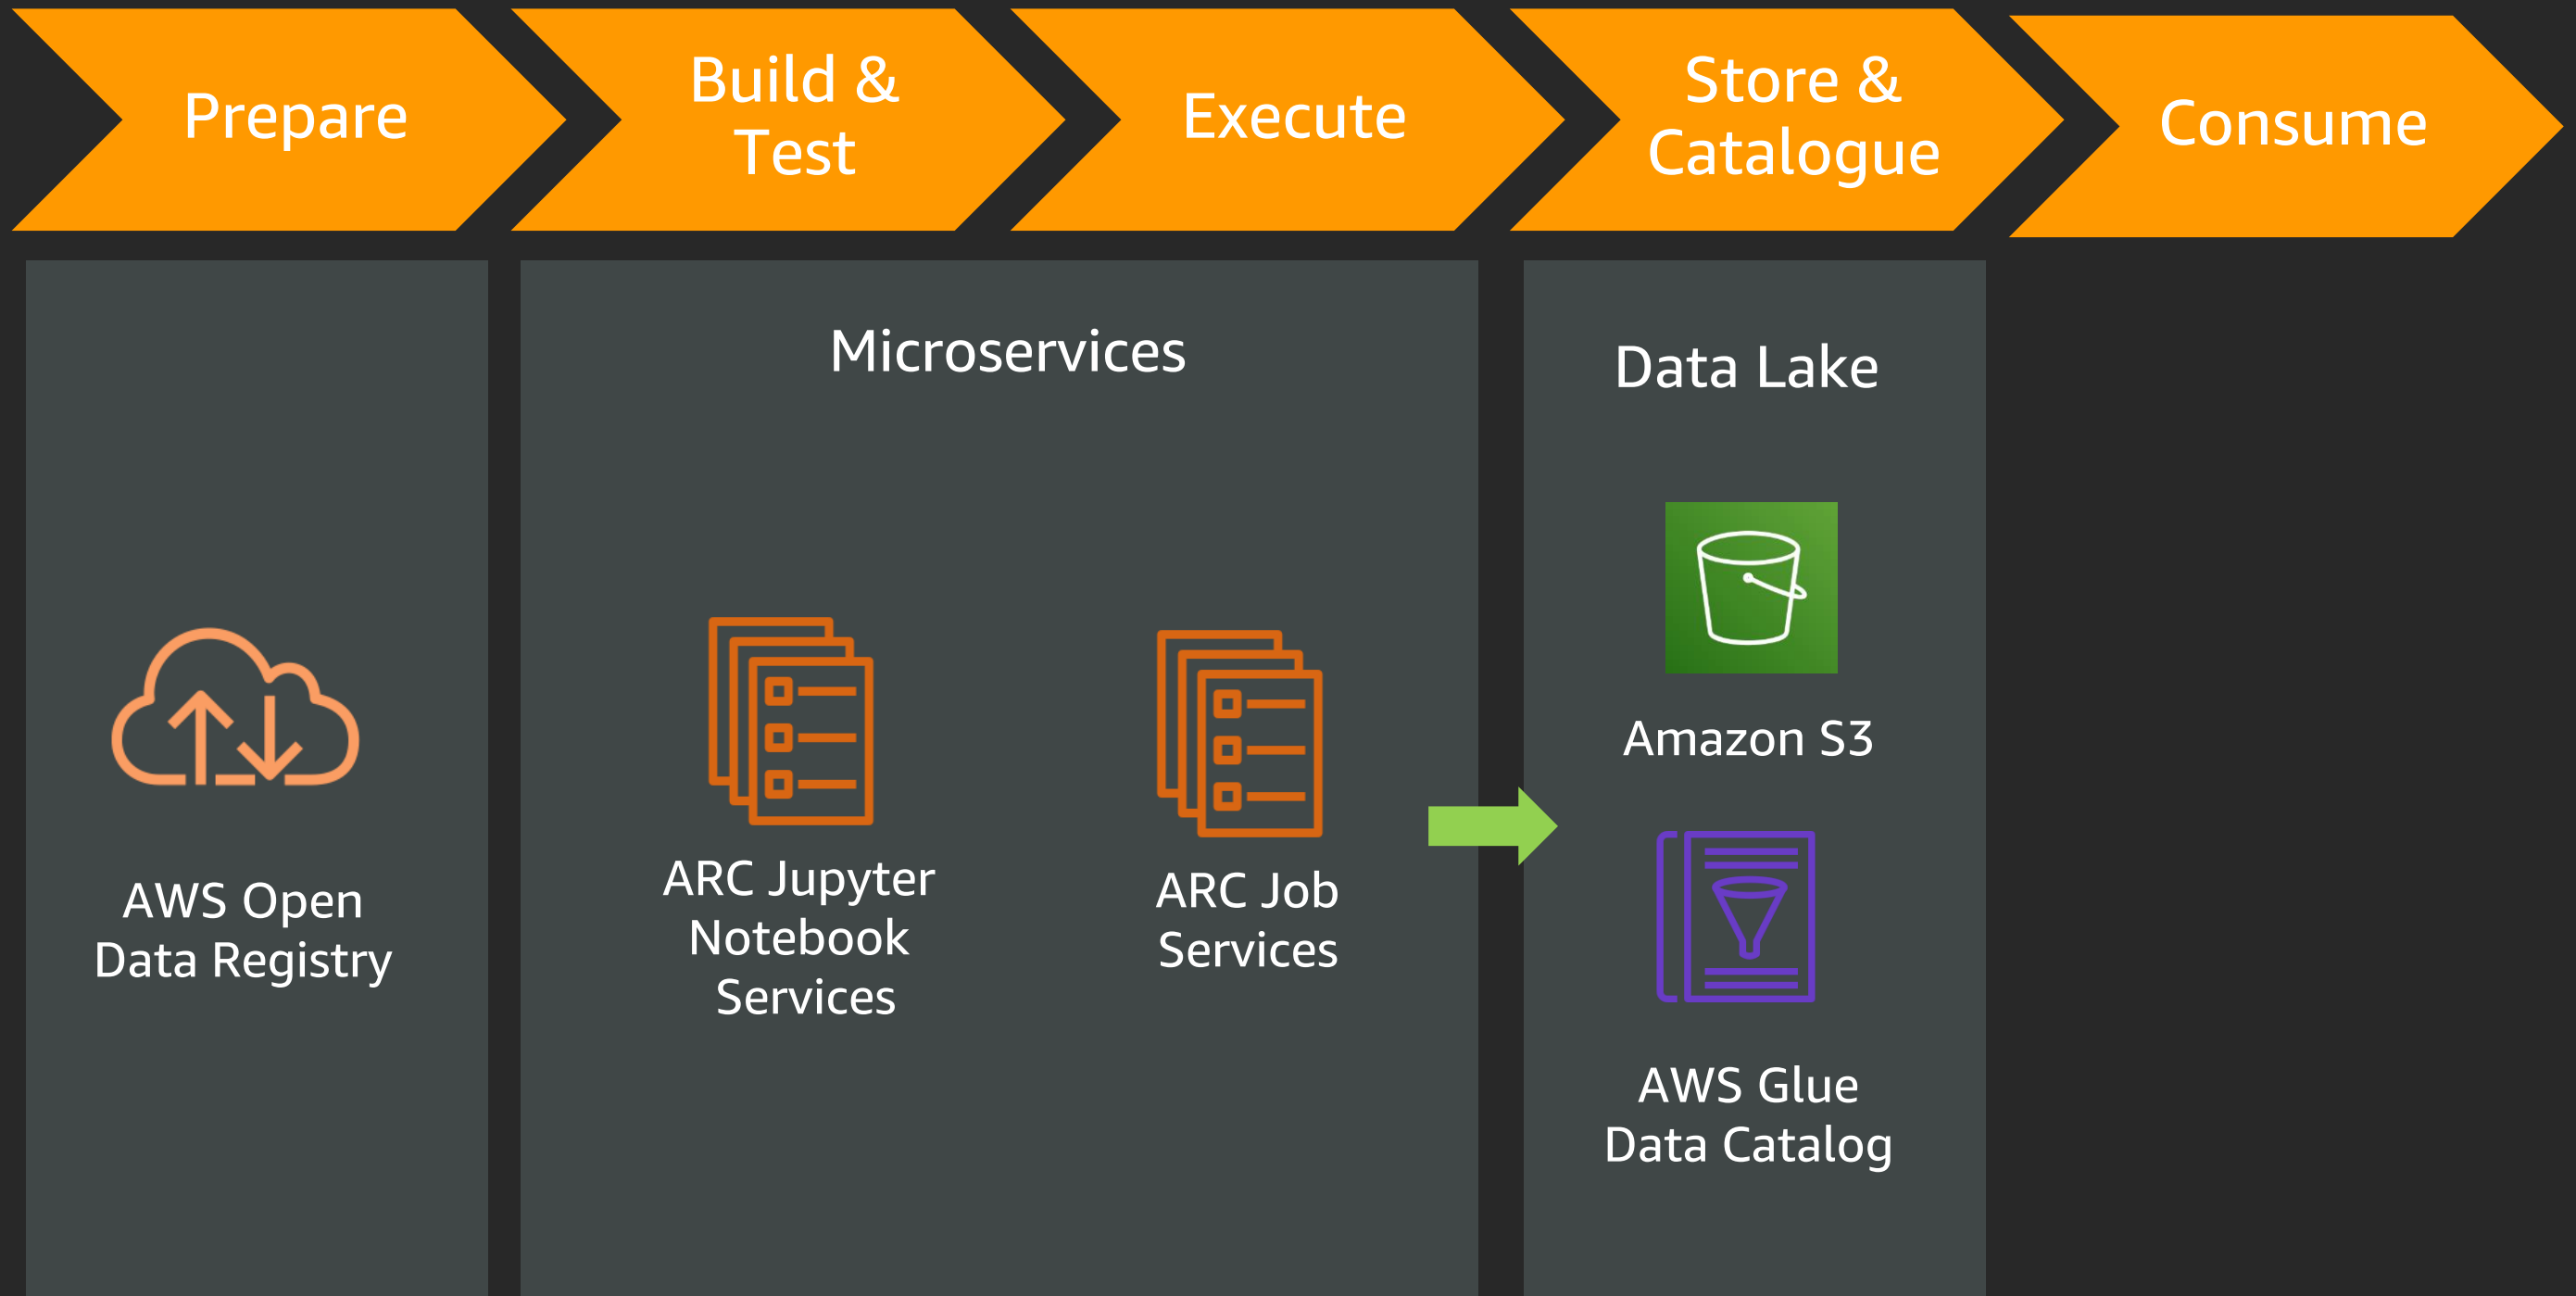 Prepare
Build &
Test
Execute
Store &
Catalogue
Consume
AWS Open
Data Registry
Microservices
ARC Jupyter
Notebook
Services
ARC Job
Services
Data Lake
Amazon S3
AWS Glue
Data Catalog